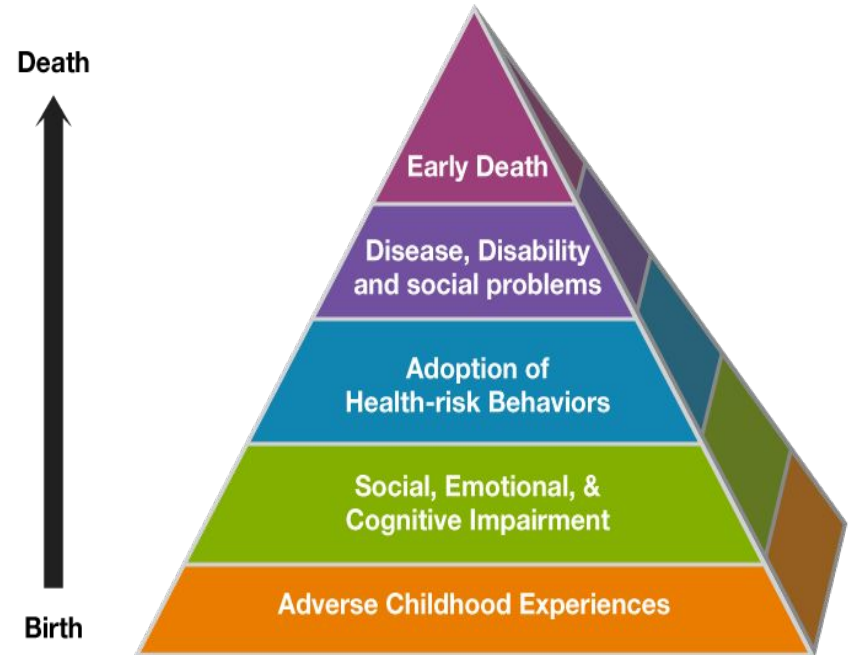 Death
Early Death
Disease, Disability
and social problems
Adoption of
Health-risk Behaviors
Social, Emotional, &
Cognitive Impairment
Adverse Childhood Experiences
Birth